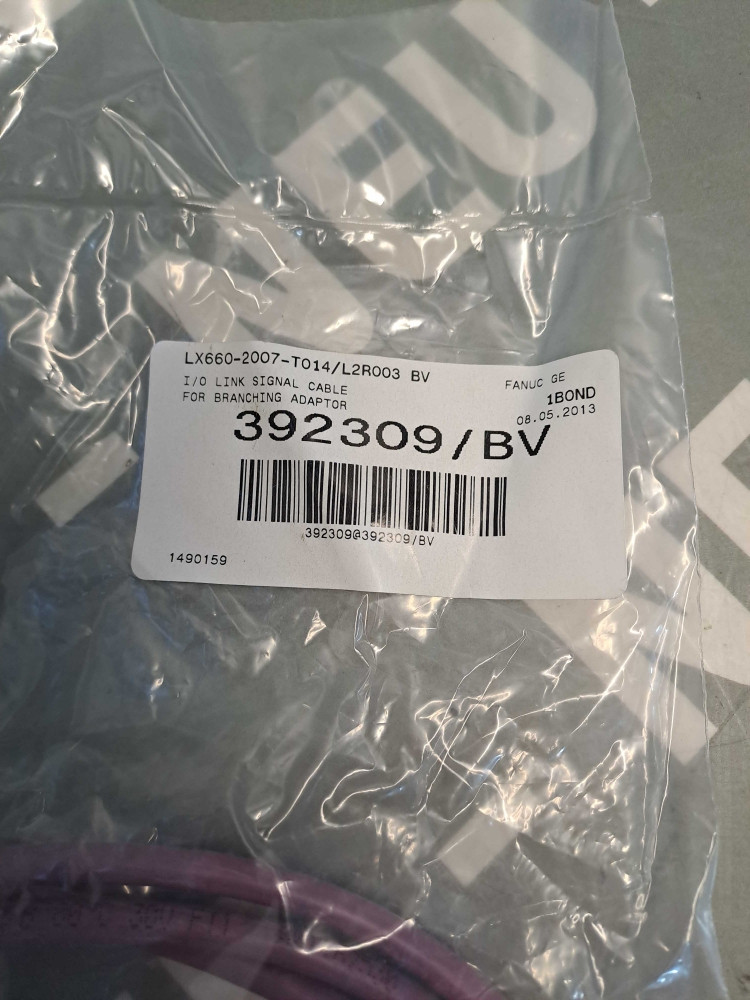 LX660-2007-T014/L2R003 BV
I/O LINK SIGNAL CABLE
FOR BRANCHING ADAPTOR
FANUC GE
1BOND
08.05.2013
392309/BV
392309@392309/BV
1490159